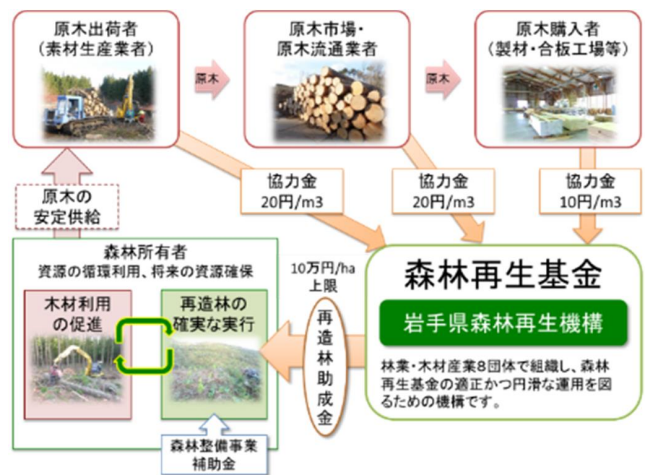 原木出荷者
(素材生産業者)
原木
原木市場・
原木流通業者
原木
原木購入者
(製材・合板工場等)
協力金
20円/m3
協力金
20円/m3
協力金
10円/m3
原木の
安定供給
森林所有者
資源の循環利用、将来の資源確保
木材利用
の促進
再造林の
確実な実行
森林整備事業
補助金
10万円/ha
上限
再造林助成金
森林再生基金
岩手県森林再生機構
林業・木材産業8団体で組織し、森林
再生基金の適正かつ円滑な運用を図
るための機構です。